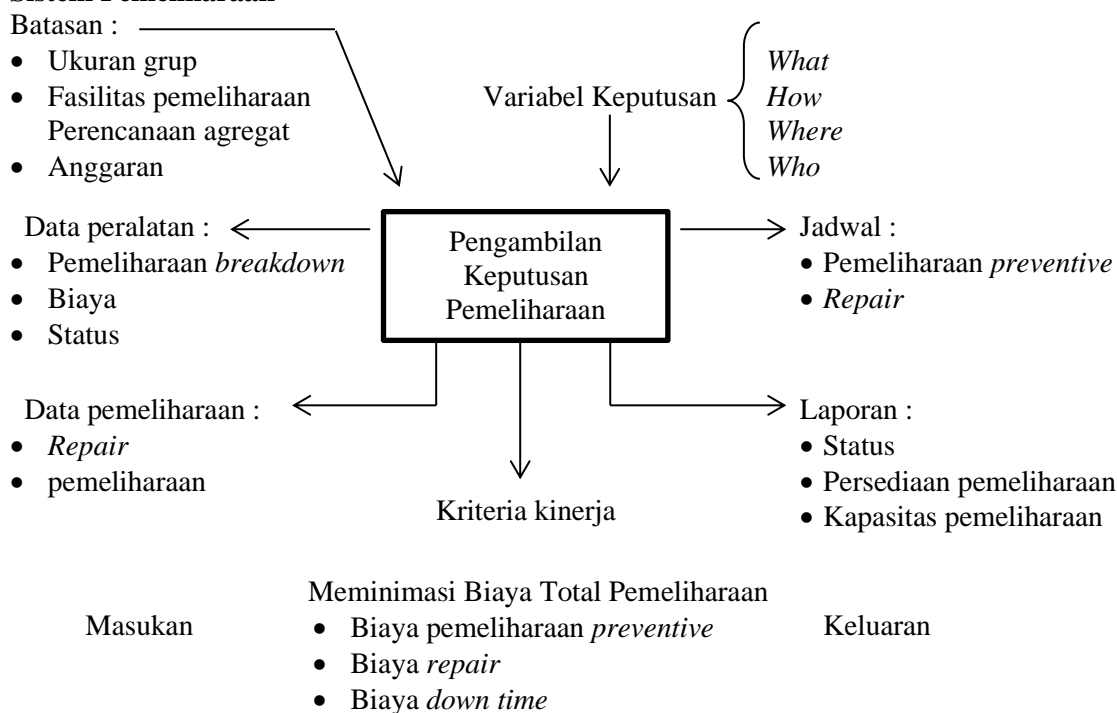 Batasan :
• Ukuran grup
• Fasilitas pemeliharaan
Perencanaan agregat
• Anggaran
Variabel Keputusan
What
How
Where
Who
Data peralatan :
• Pemeliharaan breakdown
• Biaya
• Status
Pengambilan
Keputusan
Pemeliharaan
Jadwal :
• Pemeliharaan preventive
• Repair
Data pemeliharaan :
• Repair
• pemeliharaan
Kriteria kinerja
Laporan :
• Status
• Persediaan pemeliharaan
• Kapasitas pemeliharaan
Masukan
Meminimasi Biaya Total Pemeliharaan
• Biaya pemeliharaan preventive
• Biaya repair
• Biaya down time
Keluaran